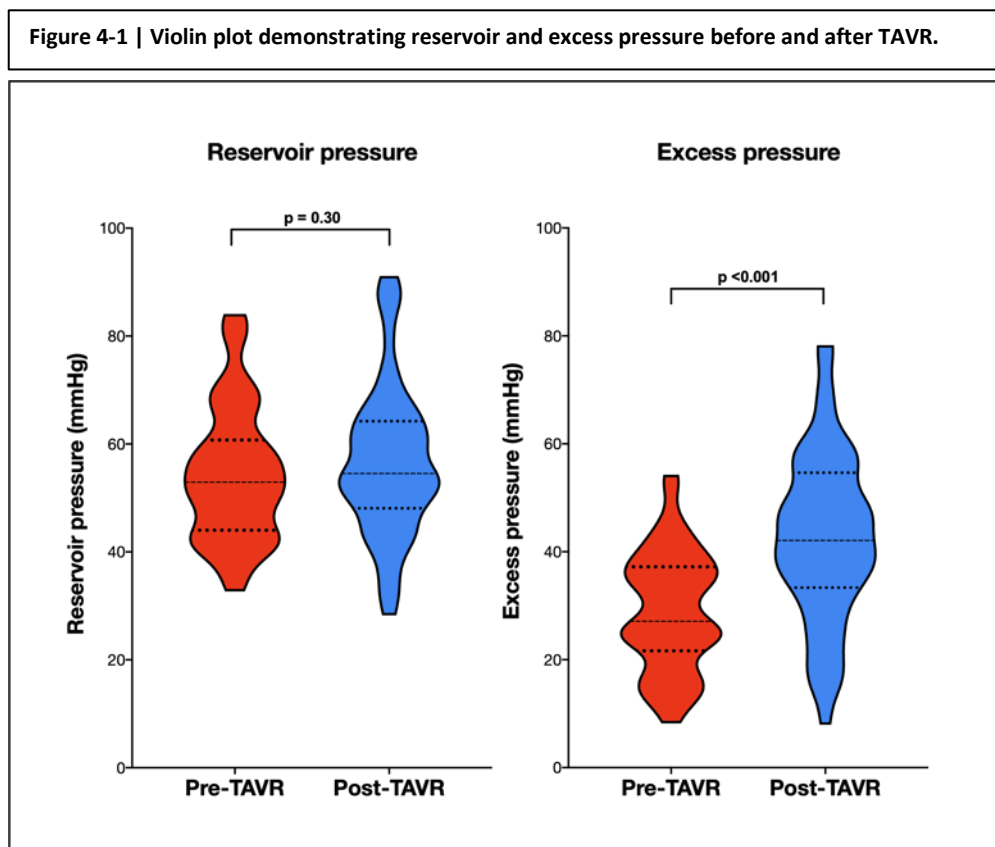 Figure 4-1 | Violin plot demonstrating reservoir and excess pressure before and after TAVR.
Reservoir pressure
p = 0.30
100
80
60
40
20
0
Reservoir pressure (mmHg)
Pre-TAVR
Post-TAVR
Excess pressure
p <0.001
100
80
60
40
20
0
Excess pressure (mmHg)
Pre-TAVR
Post-TAVR